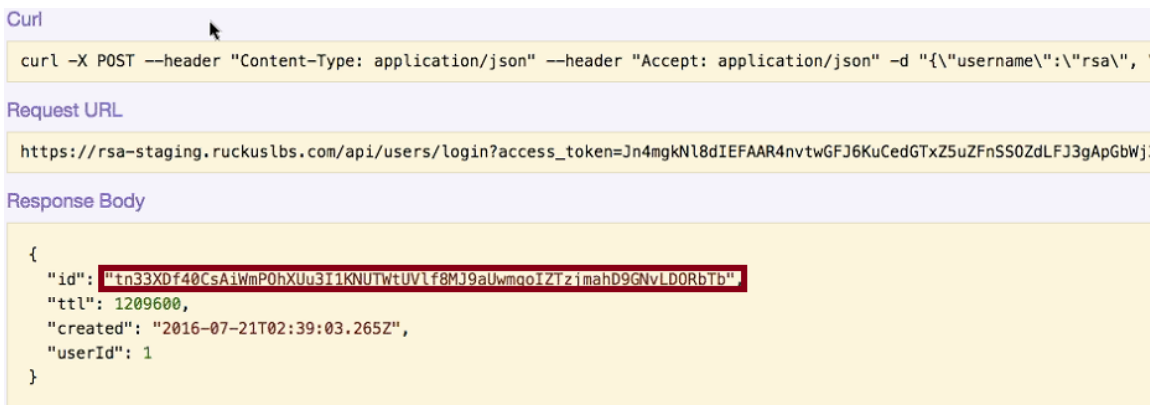 Curl
curl -X POST --header "Content-Type: application/json" --header "Accept: application/json" -d "{\"username\":\"rsa\",
Request URL
https://rsa-staging.ruckuslbs.com/api/users/login?access_token=Jn4mgkNl8dIEFAAR4nvtwGFJ6KuCedGTxZ5uZFnSSOZdLFJ3gApGbWj
Response Body
{
"id": "tn33XDf40CsAiWmPOhXUu3I1KNUTWtUVlf8MJ9aUwmqoIZTzjmahD9GNvLDORbTb",
"ttl": 1209600,
"created": "2016-07-21T02:39:03.265Z",
"userId": 1
}